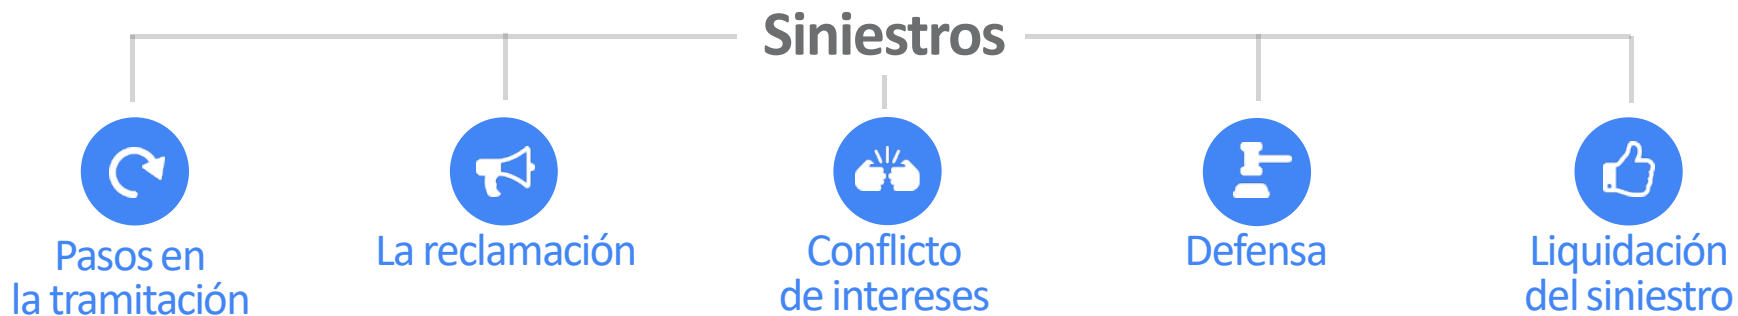 Siniestros
Pasos en
la tramitación
La reclamación
Conflicto
de intereses
Defensa
Liquidación
del siniestro